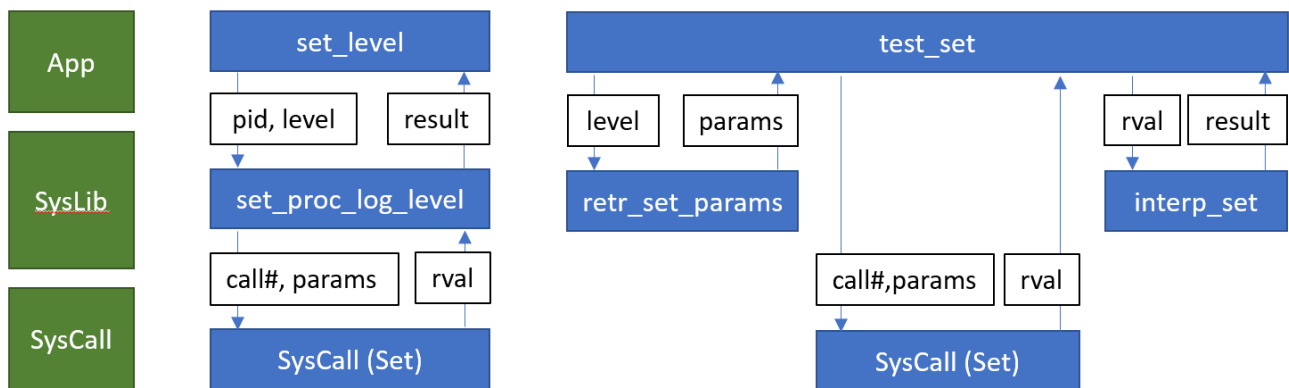 App
set_level
test_set
pid, level
result
level
params
rval
result
SysLib
set_proc_log_level
retr_set_params
interp_set
call#, params
rval
call#,params
rval
SysCall
SysCall (Set)
SysCall (Set)